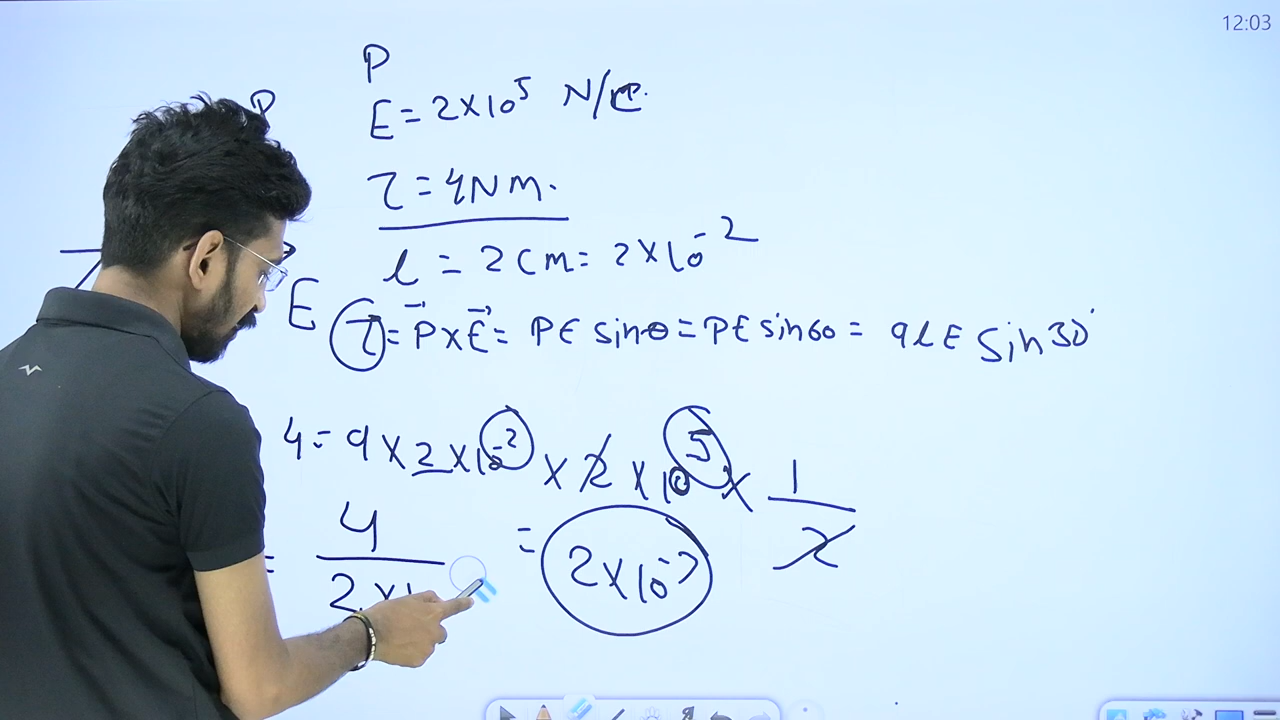 12:03
P
P
E = 2×10⁵ N/C.
τ = 4Nm.
l = 2cm = 2×10⁻²
E
τ = P⃗ × E⃗ = PE sinθ = PE sin60 = qlE sin30°
4 = q × 2 × 10⁻² × 2 × 10⁵ × 1/2
= 4 / 2×1 = 2×10⁻⁷